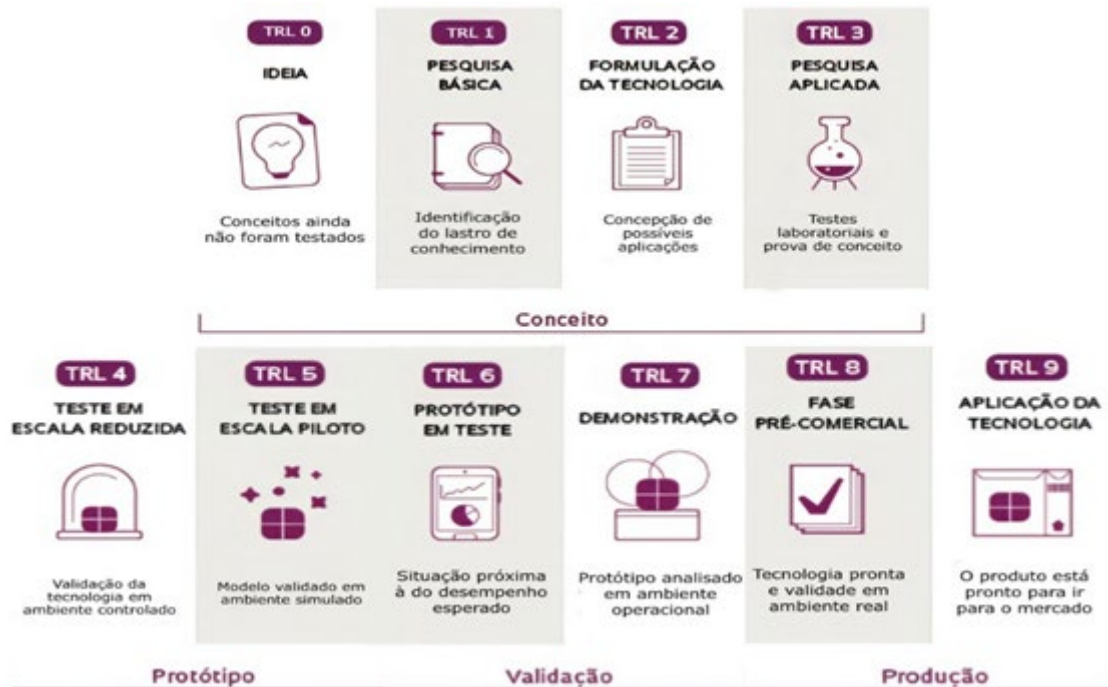 TRL 0
IDEIA
Conceitos ainda
não foram testados
TRL 1
PESQUISA
BÁSICA
Identificação
do lastro de
conhecimento
TRL 2
FORMULAÇÃO
DA TECNOLOGIA
Concepção de
possíveis
aplicações
TRL 3
PESQUISA
APLICADA
Testes
laboratoriais e
prova de conceito
Conceito
TRL 4
TESTE EM
ESCALA REDUZIDA
Validação da
tecnologia em
ambiente controlado
TRL 5
TESTE EM
ESCALA PILOTO
Modelo validado em
ambiente simulado
TRL 6
PROTÓTIPO
EM TESTE
Situação próxima
à do desempenho
esperado
TRL 7
DEMONSTRAÇÃO
Protótipo analisado
em ambiente
operacional
TRL 8
FASE
PRÉ-COMERCIAL
Tecnologia pronta
e validade em
ambiente real
TRL 9
APLICAÇÃO DA
TECNOLOGIA
O produto está
pronto para ir
para o mercado
Protótipo
Validação
Produção